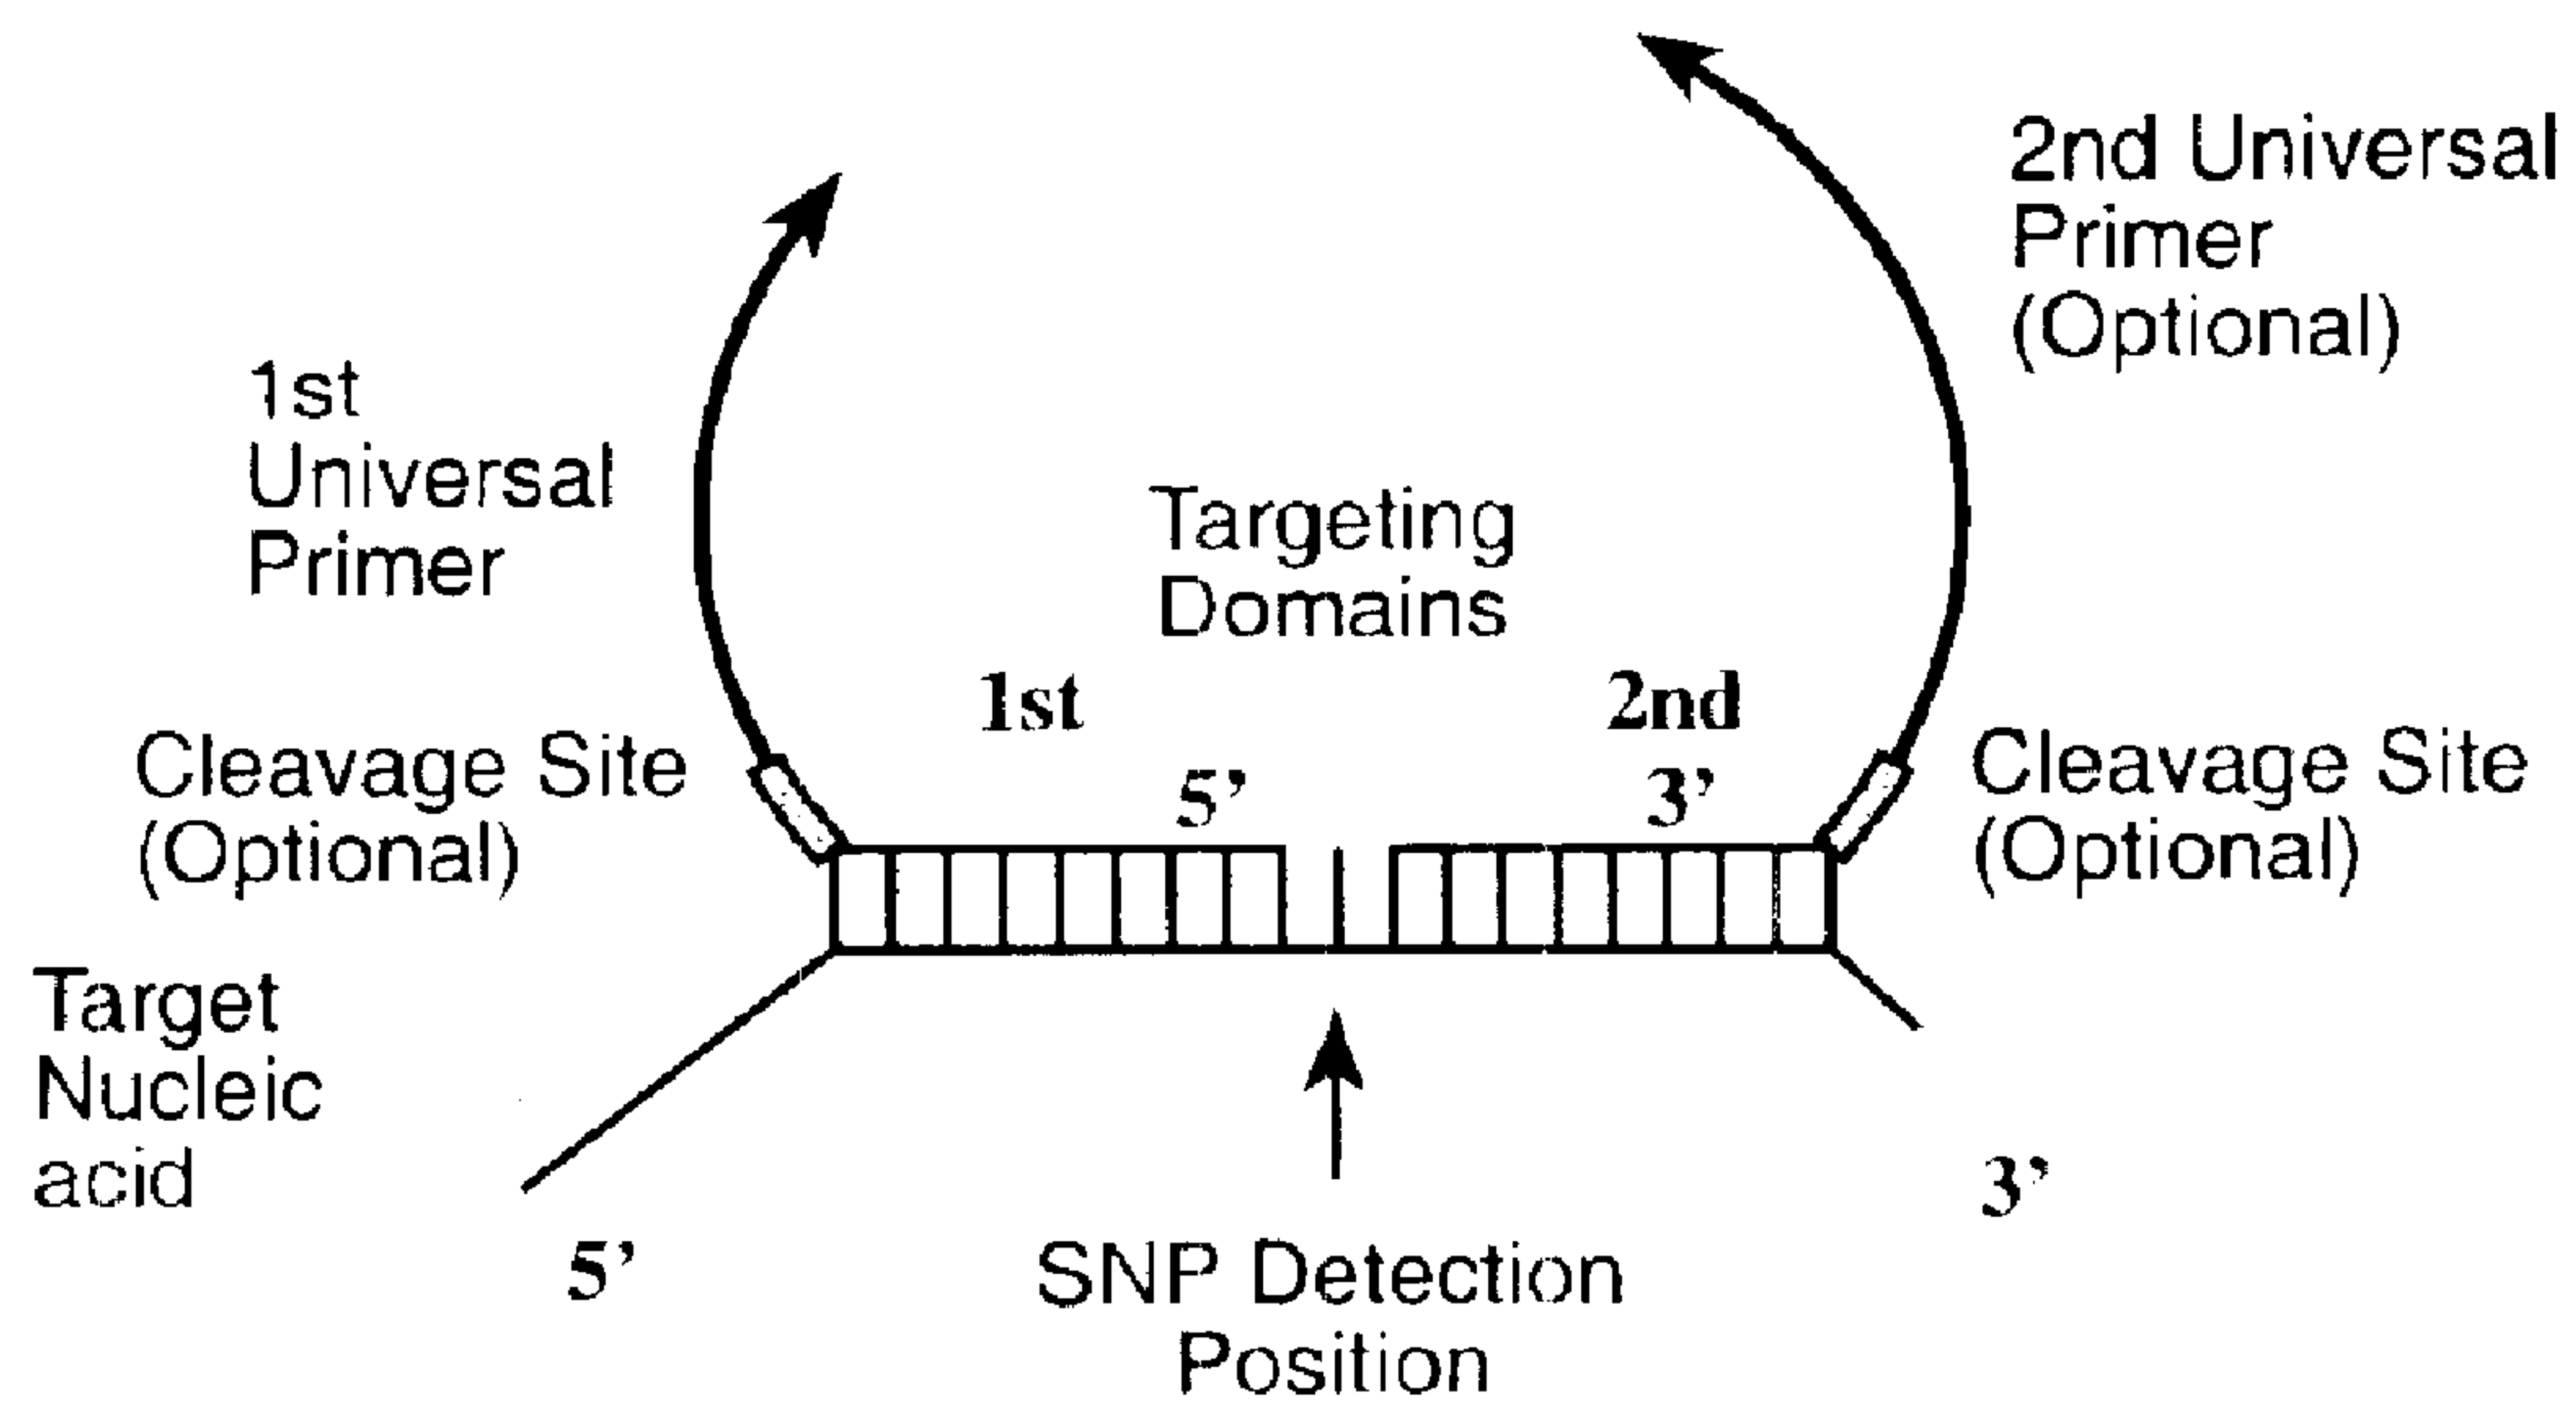 2nd Universal
Primer
(Optional)
1st
Universal
Primer
Targeting
Domains
1st
2nd
Cleavage Site
(Optional)
5’
3’
Cleavage Site
(Optional)
Target
Nucleic
acid
5’
3’
SNP Detection
Position